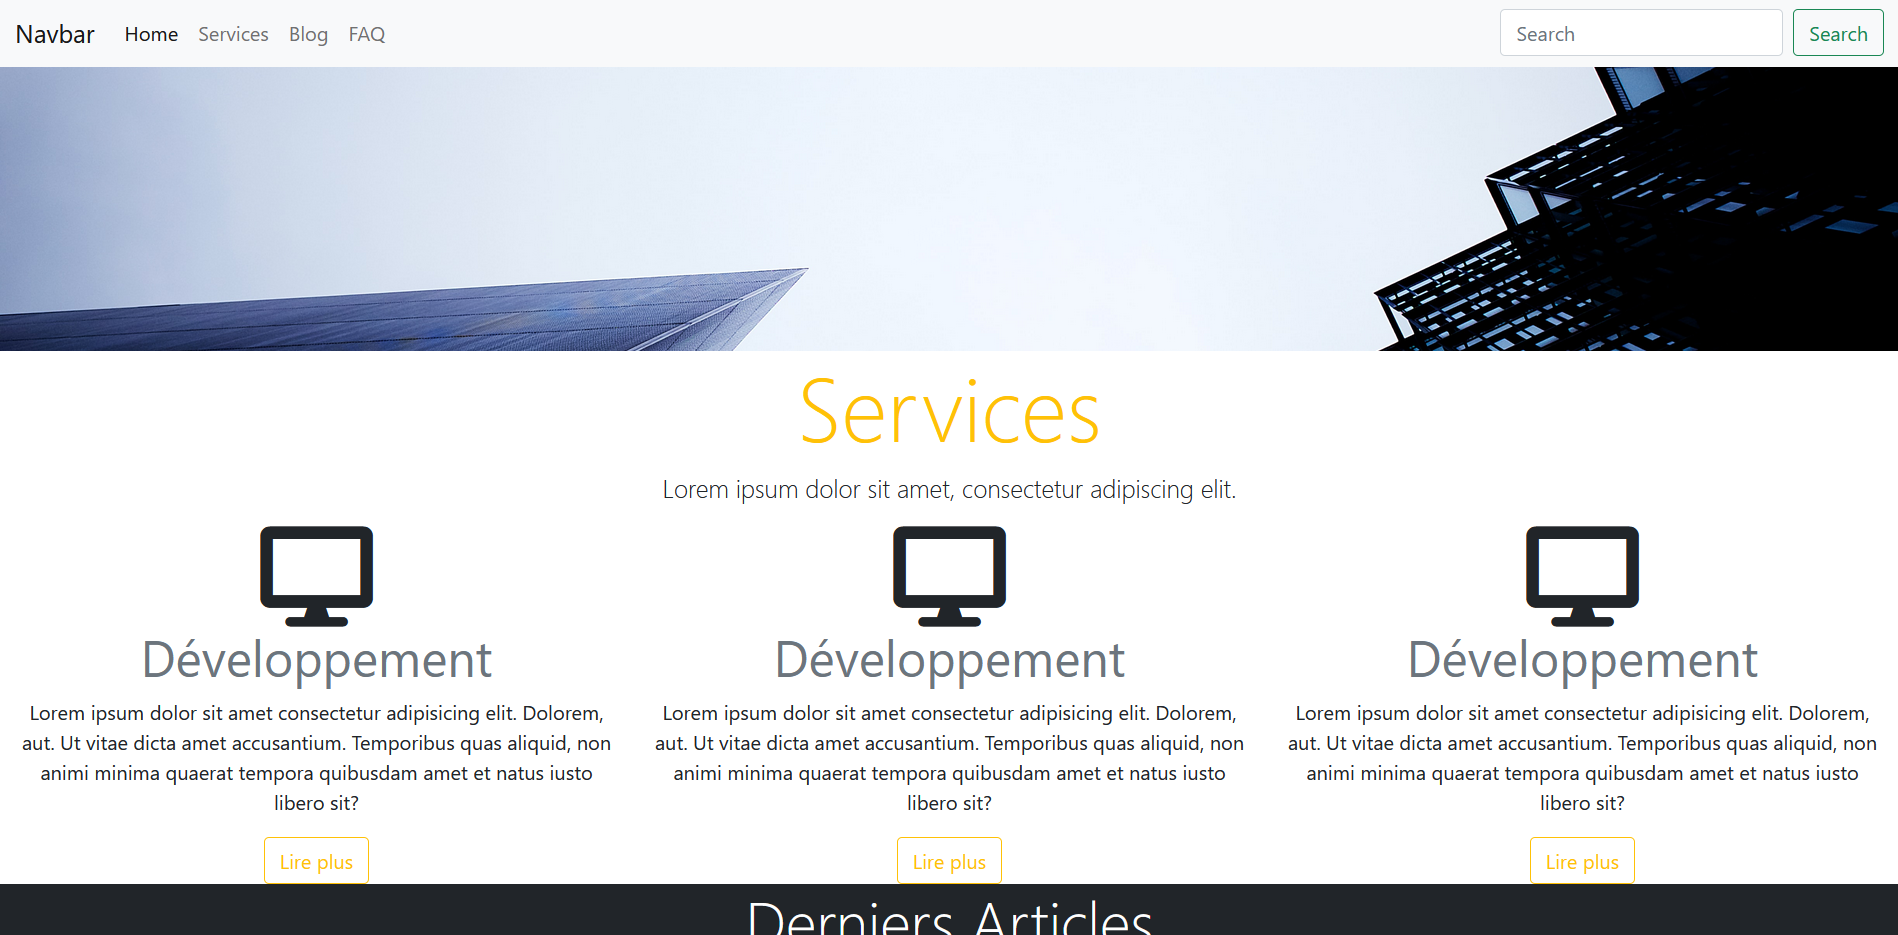 Navbar Home Services Blog FAQ Search Search
Services
Lorem ipsum dolor sit amet, consectetur adipiscing elit.
Développement
Lorem ipsum dolor sit amet consectetur adipisicing elit. Dolorem,
aut. Ut vitae dicta amet accusantium. Temporibus quas aliquid, non
animi minima quaerat tempora quibusdam amet et natus iusto
libero sit?
Lire plus
Développement
Lorem ipsum dolor sit amet consectetur adipisicing elit. Dolorem,
aut. Ut vitae dicta amet accusantium. Temporibus quas aliquid, non
animi minima quaerat tempora quibusdam amet et natus iusto
libero sit?
Lire plus
Développement
Lorem ipsum dolor sit amet consectetur adipisicing elit. Dolorem,
aut. Ut vitae dicta amet accusantium. Temporibus quas aliquid, non
animi minima quaerat tempora quibusdam amet et natus iusto
libero sit?
Lire plus
Derniers Articles